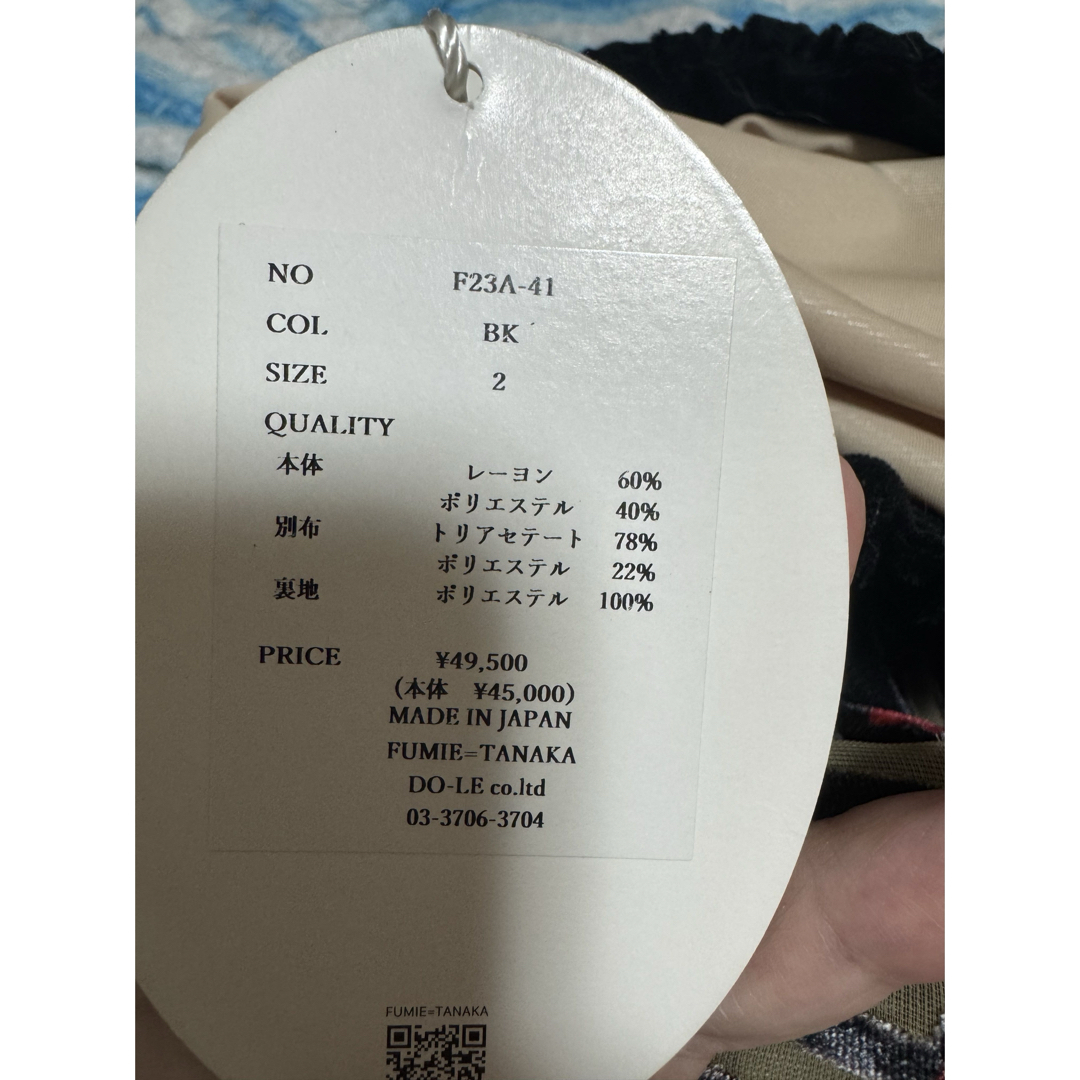 NO F23A-41
COL BK
SIZE 2
QUALITY
本体 レーヨン 60%
ポリエステル 40%
別布 トリアセテート 78%
ポリエステル 22%
裏地 ポリエステル 100%
PRICE ¥49,500
(本体 ¥45,000)
MADE IN JAPAN
FUMIE=TANAKA
DO-LE co.ltd
03-3706-3704
FUMIE=TANAKA